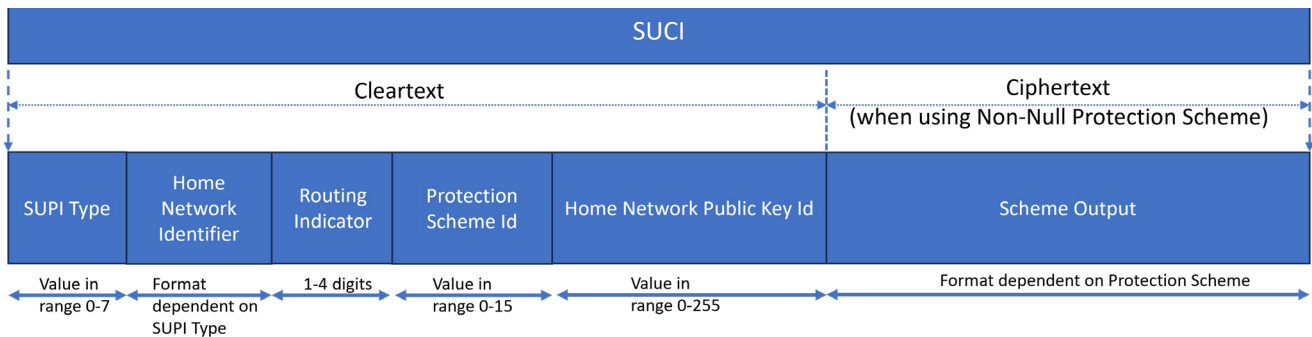 SUCI
Cleartext
Ciphertext
(when using Non-Null Protection Scheme)
SUPI Type
Home
Network
Identifier
Routing
Indicator
Protection
Scheme Id
Home Network Public Key Id
Scheme Output
Value in
range 0-7
Format
dependent on
SUPI Type
1-4 digits
Value in
range 0-15
Value in
range 0-255
Format dependent on Protection Scheme